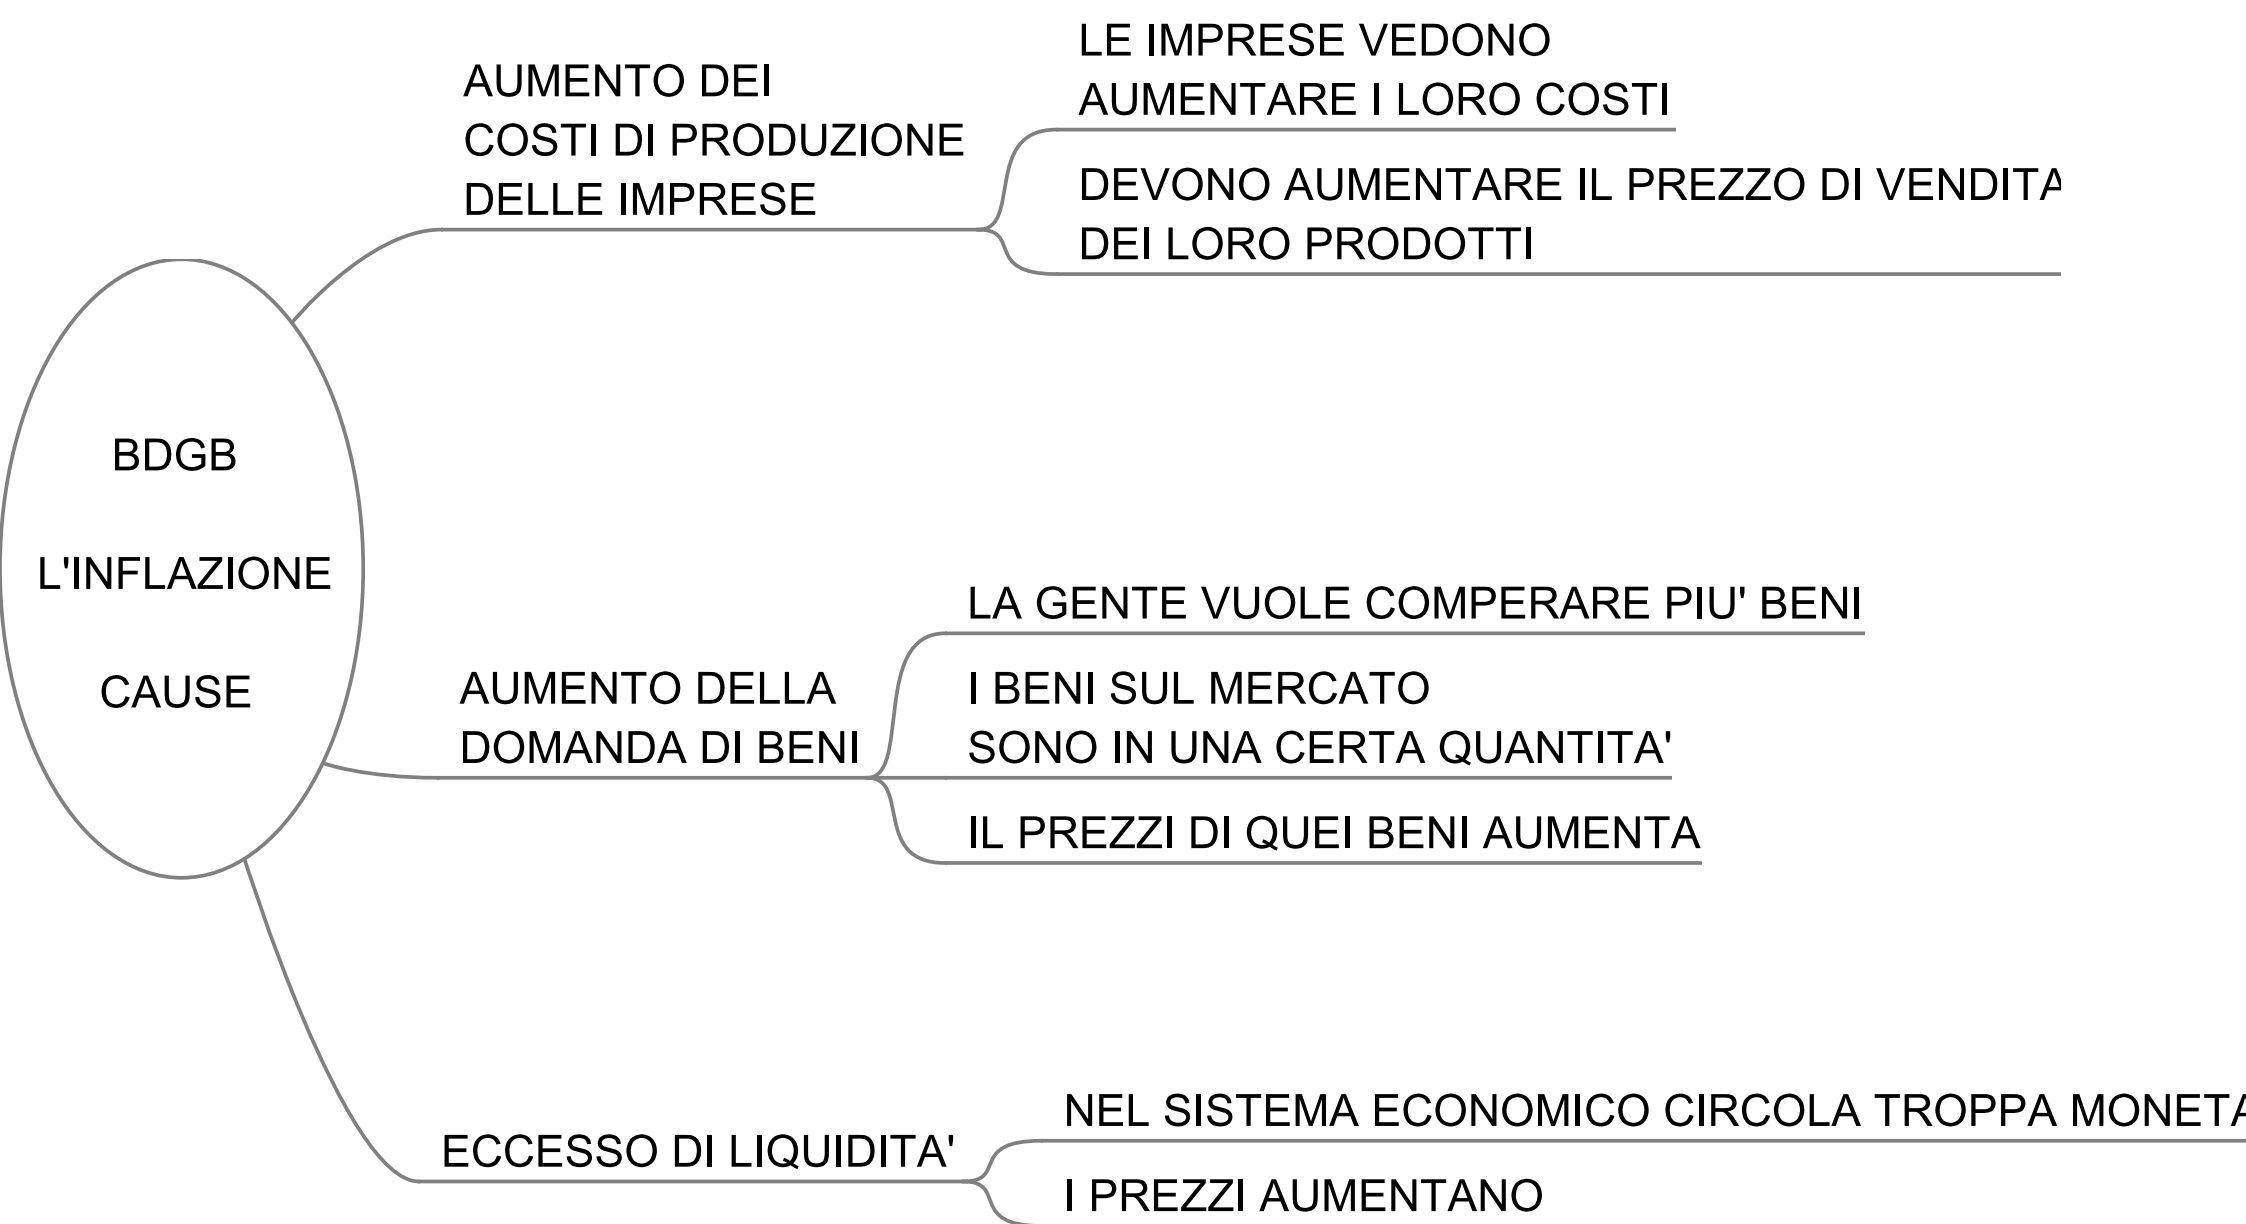 BDGB
L'INFLAZIONE
CAUSE
AUMENTO DEI
COSTI DI PRODUZIONE
DELLE IMPRESE
LE IMPRESE VEDONO
AUMENTARE I LORO COSTI
DEVONO AUMENTARE IL PREZZO DI VENDITA
DEI LORO PRODOTTI
AUMENTO DELLA
DOMANDA DI BENI
LA GENTE VUOLE COMPERARE PIU' BENI
I BENI SUL MERCATO
SONO IN UNA CERTA QUANTITA'
IL PREZZI DI QUEI BENI AUMENTA
ECCESSO DI LIQUIDITA'
NEL SISTEMA ECONOMICO CIRCOLA TROPPA MONETA
I PREZZI AUMENTANO